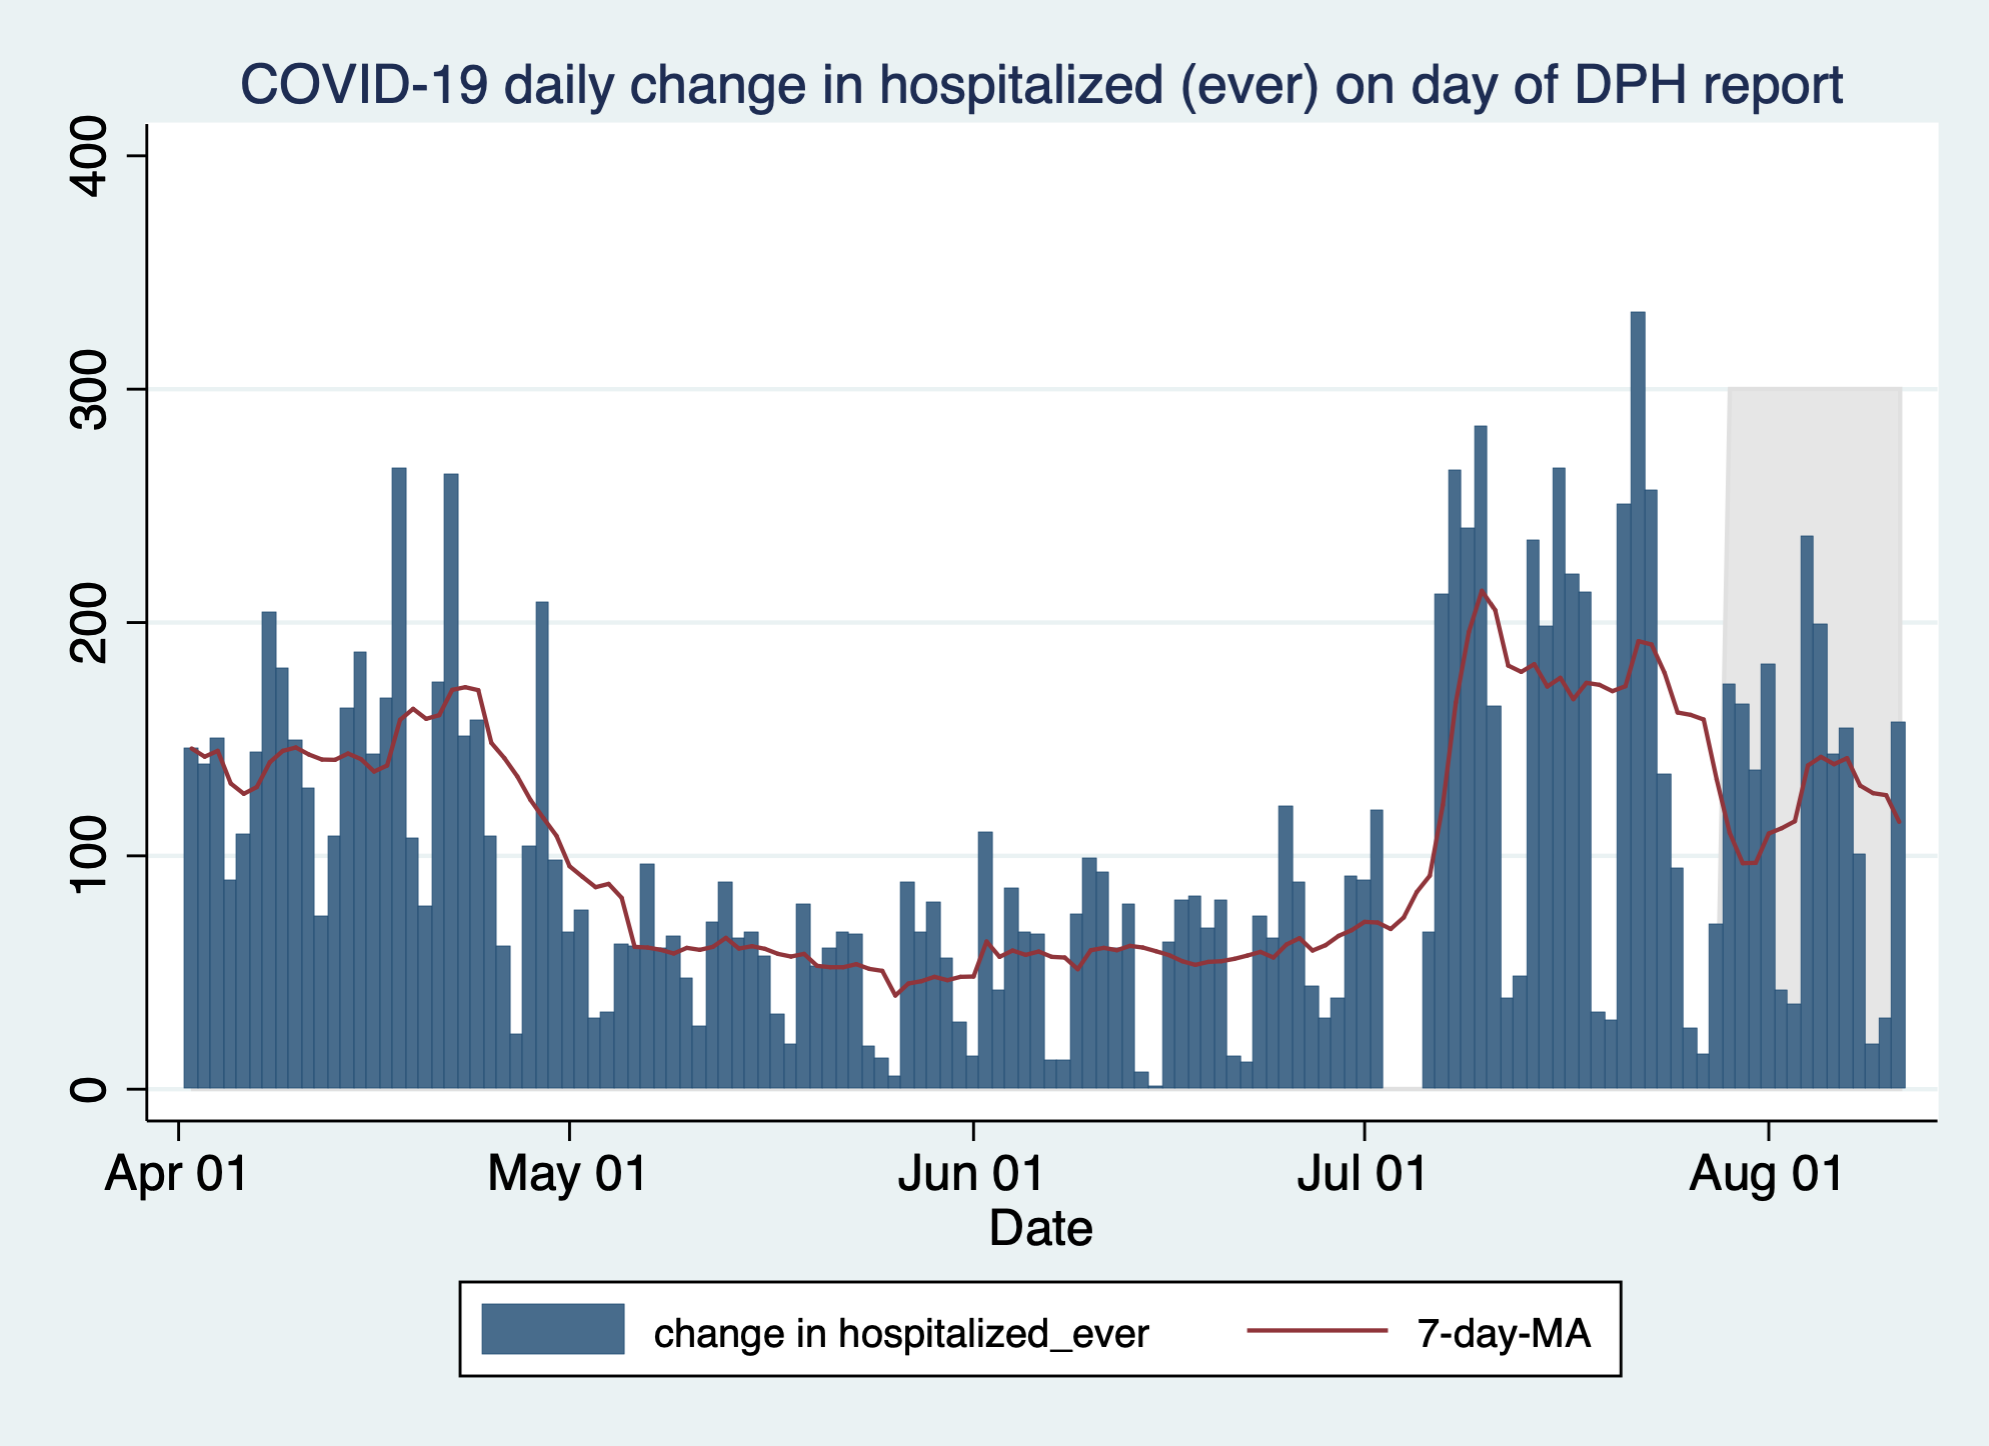 COVID-19 daily change in hospitalized (ever) on day of DPH report
400
300
200
100
0
Apr 01 May 01 Jun 01 Jul 01 Aug 01
Date
change in hospitalized_ever 7-day-MA